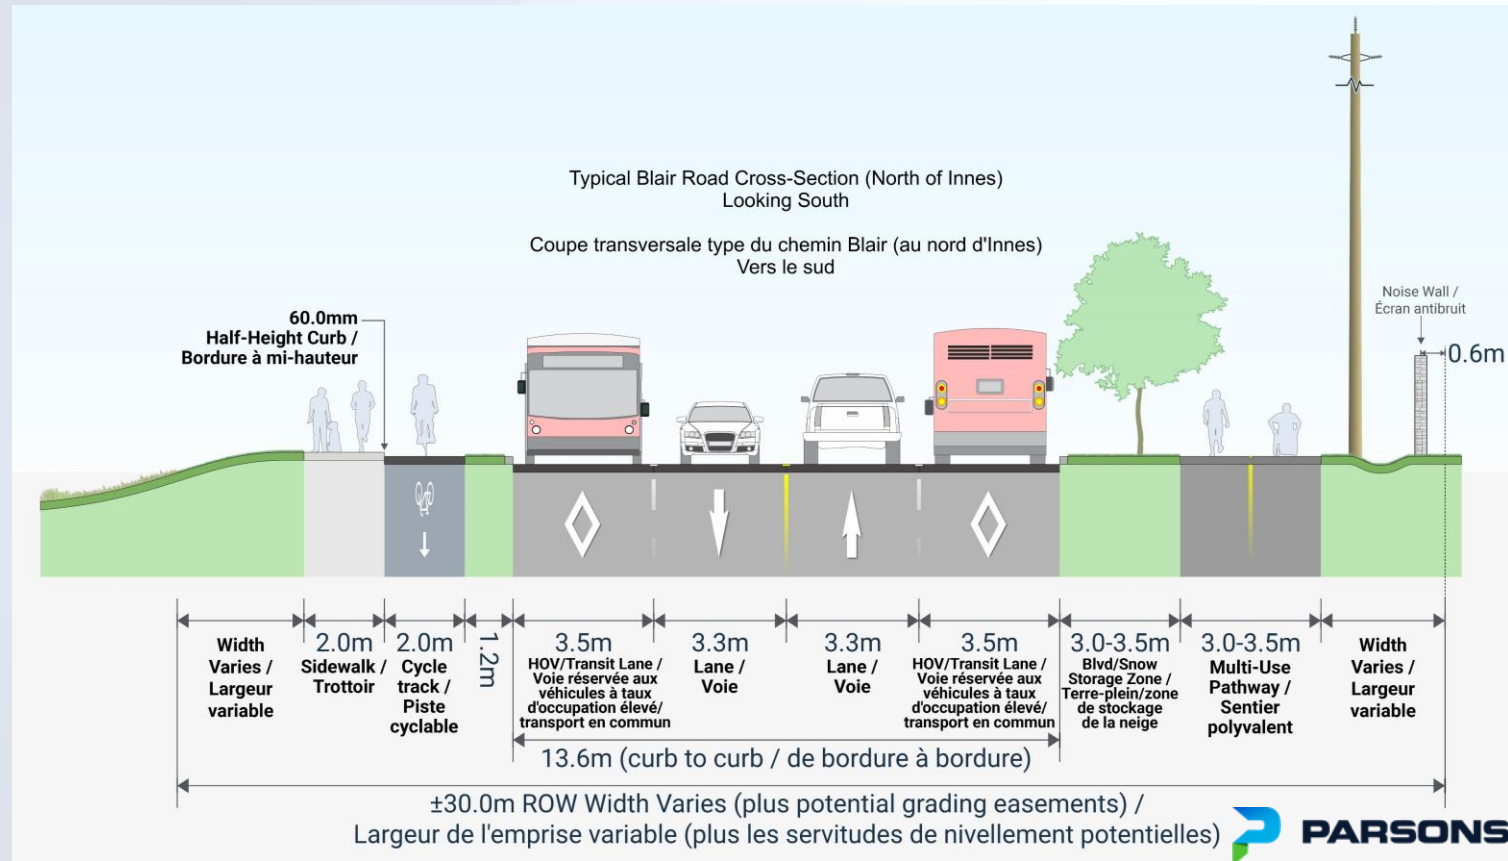 Typical Blair Road Cross-Section (North of Innes)
Looking South
Coupe transversale type du chemin Blair (au nord d'Innes)
Vers le sud
60.0mm
Half-Height Curb /
Bordure à mi-hauteur
Noise Wall /
Écran antibruit
0.6m
Width
Varies /
Largeur
variable
2.0m
Sidewalk /
Trottoir
2.0m
Cycle
track /
Piste
cyclable
1.2m
3.5m
HOV/Transit Lane /
Voie réservée aux
véhicules à taux
d'occupation élevé/
transport en commun
3.3m
Lane /
Voie
3.3m
Lane /
Voie
3.5m
HOV/Transit Lane /
Voie réservée aux
véhicules à taux
d'occupation élevé/
transport en commun
3.0-3.5m
Blvd/Snow
Storage Zone /
Terre-plein/zone
de stockage
de la neige
3.0-3.5m
Multi-Use
Pathway /
Sentier
polyvalent
Width
Varies /
Largeur
variable
13.6m (curb to curb / de bordure à bordure)
±30.0m ROW Width Varies (plus potential grading easements) /
Largeur de l'emprise variable (plus les servitudes de nivellement potentielles)
PARSONS